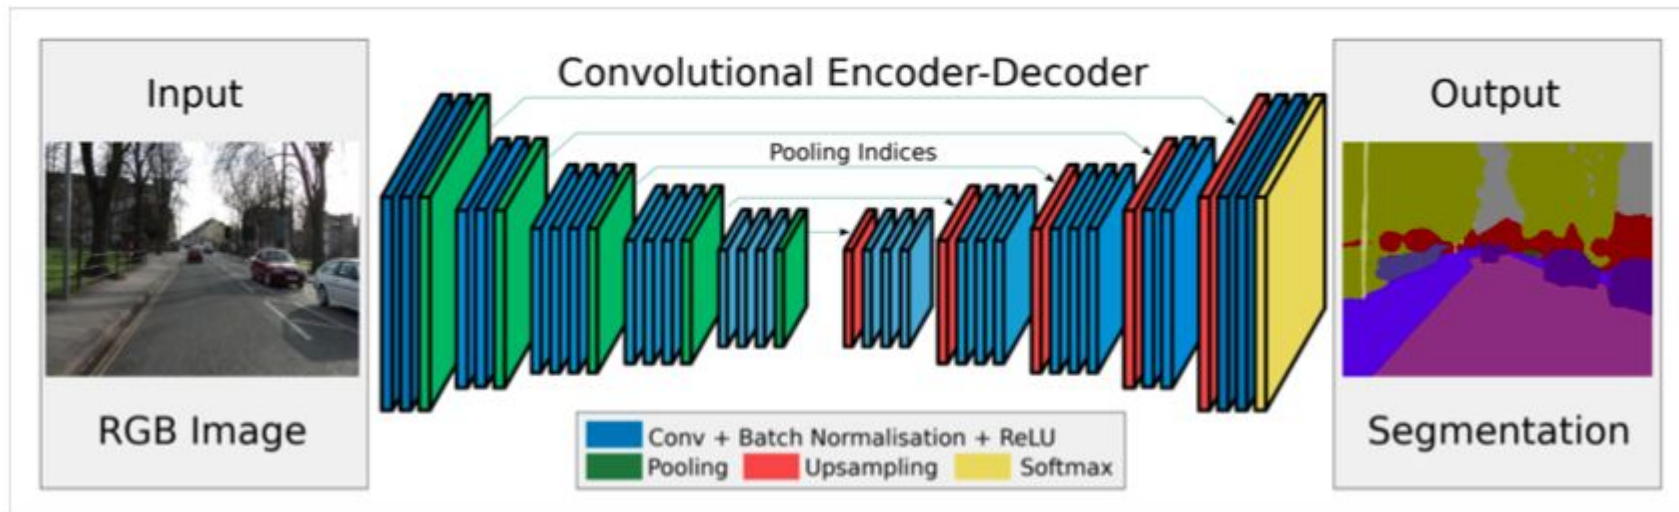 Convolutional Encoder-Decoder
Input
RGB Image
Pooling Indices
Conv + Batch Normalisation + ReLU
Pooling Upsampling Softmax
Output
Segmentation